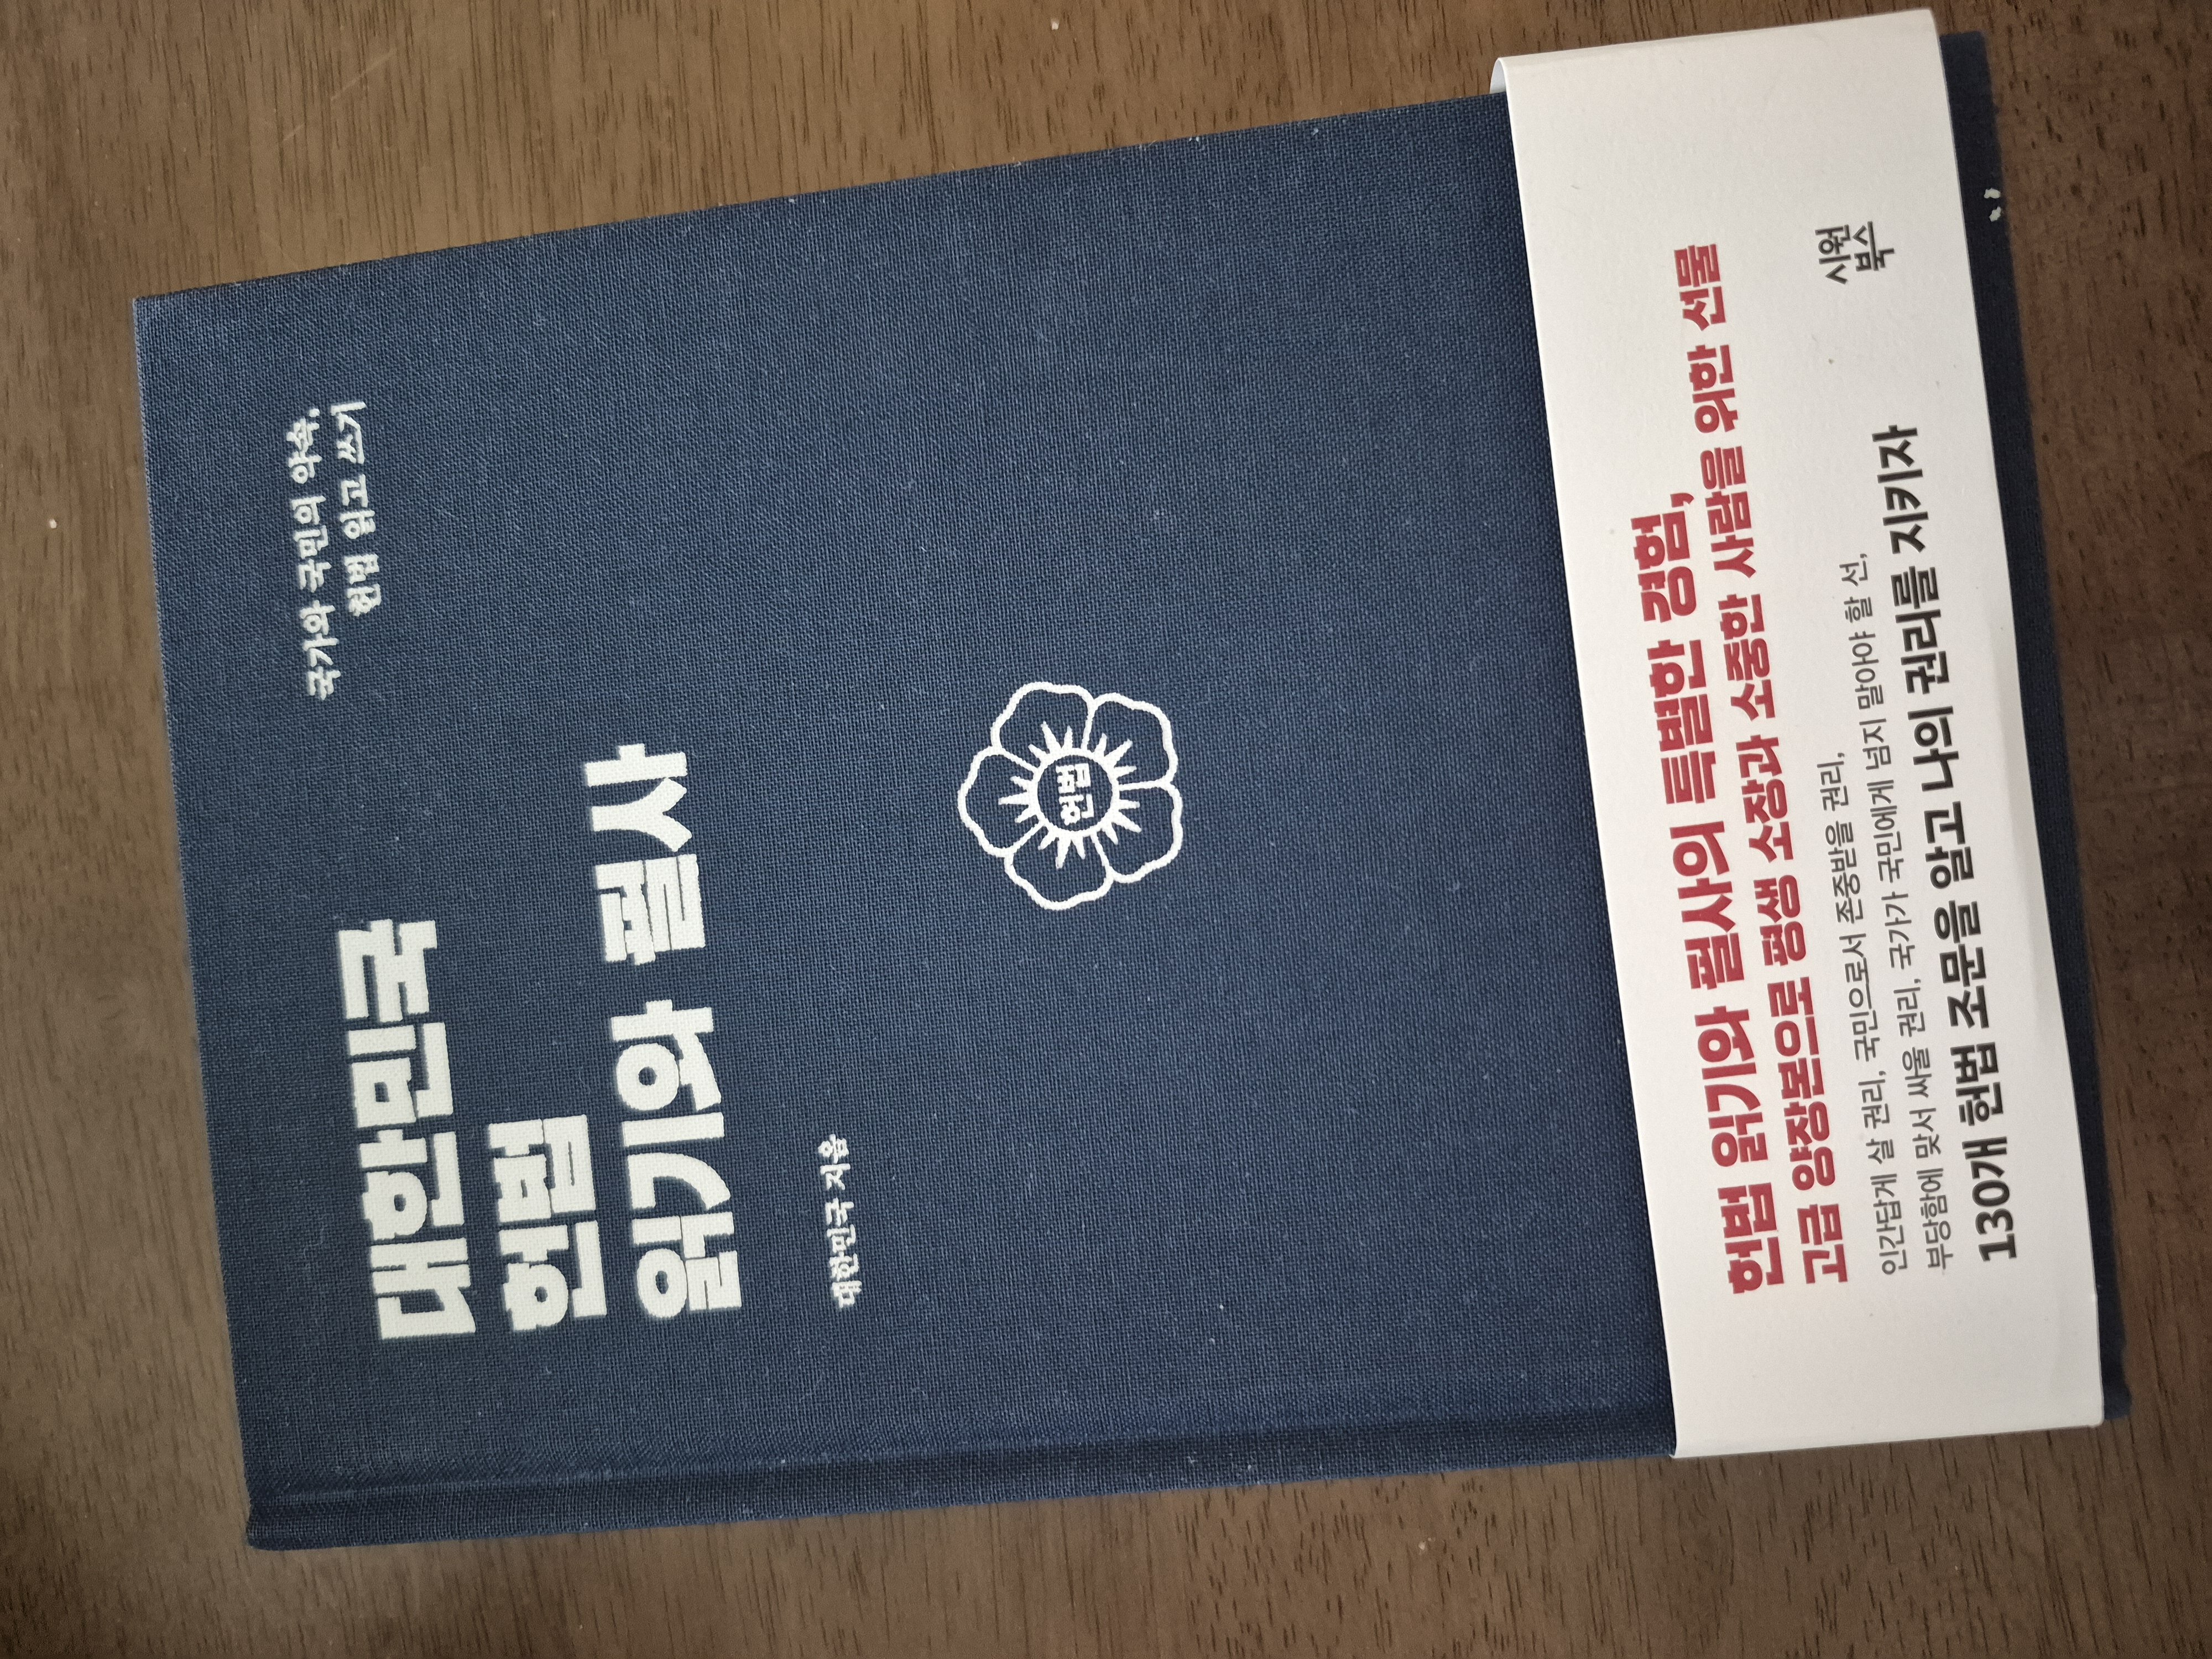 국가와 국민의 약속,
헌법 읽고 쓰기
대한민국
헌법
읽기와 필사
대한민국 지음
헌법
헌법 읽기와 필사의 특별한 경험,
고급 양장본으로 평생 소장과 소중한 사람을 위한 선물
인간답게 살 권리, 국민으로서 존중받을 권리,
부당함에 맞서 싸울 권리, 국가가 국민에게 넘지 말아야 할 선,
130개 헌법 조문을 알고 나의 권리를 지키자
시원
북스